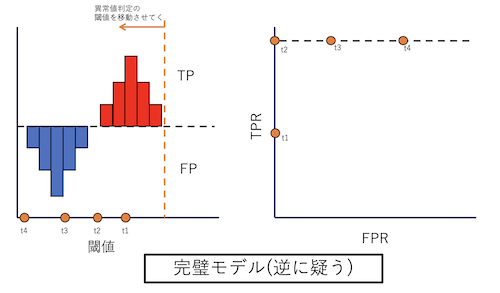 異常値判定の
閾値を移動させてく
TP
FP
t4
t3
t2
t1
閾値
TPR
t2
t3
t4
t1
FPR
完璧モデル(逆に疑う)